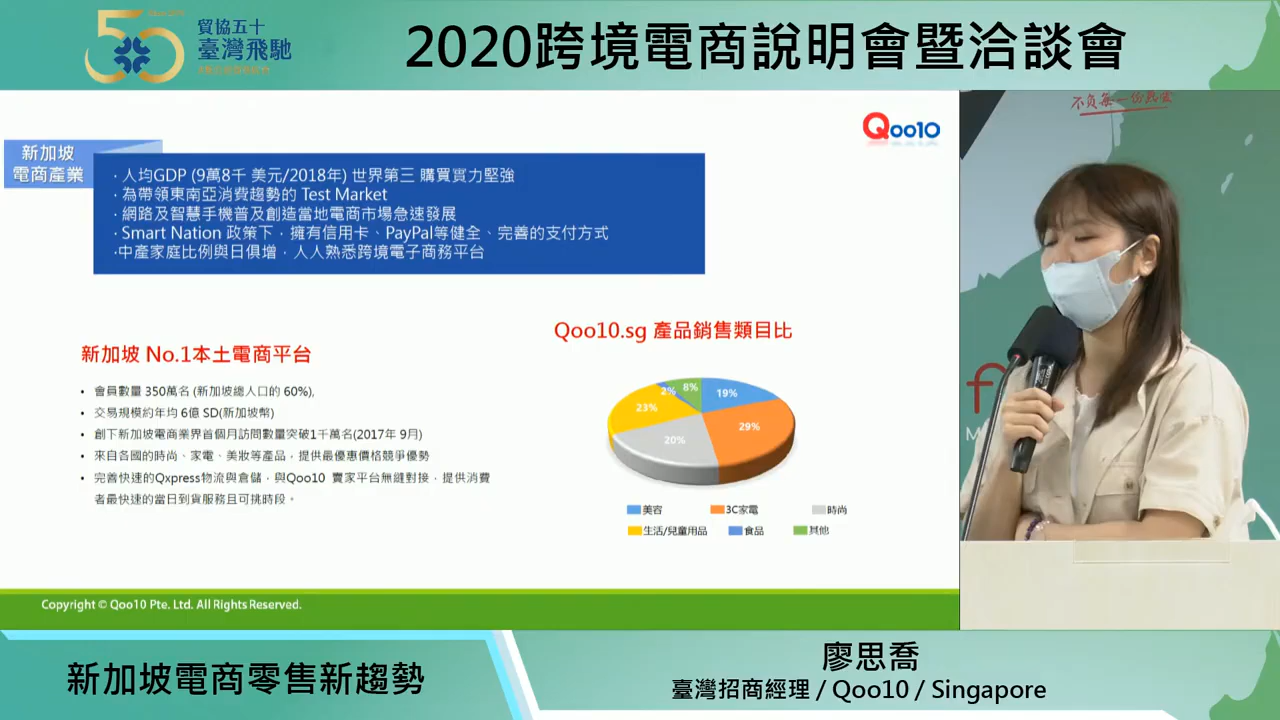 50
貿協五十
臺灣飛馳
2020跨境電商說明會暨洽談會
Qoo10
新加坡
電商產業
· 人均GDP (9萬8千 美元/2018年) 世界第三 購買實力堅強
· 為帶領東南亞消費趨勢的 Test Market
· 網路及智慧手機普及創造當地電商市場急速發展
· Smart Nation 政策下，擁有信用卡、PayPal等健全、完善的支付方式
·中產家庭比例與日俱增，人人熟悉跨境電子商務平台
新加坡 No.1本土電商平台
• 會員數量 350萬名 (新加坡總人口的 60%),
• 交易規模約年均 6億 SD(新加坡幣)
• 創下新加坡電商業界首個月訪問數量突破1千萬名(2017年 9月)
• 來自各國的時尚、家電、美妝等產品，提供最優惠價格競爭優勢
• 完善快速的Qxpress物流與倉儲，與Qoo10 賣家平台無縫對接，提供消費
者最快速的當日到貨服務且可挑時段。
Qoo10.sg 產品銷售類目比
2% 8% 19%
23% 29%
20%
美容 3C家電 時尚
生活/兒童用品 食品 其他
Copyright © Qoo10 Pte. Ltd. All Rights Reserved.
不负每一份热爱
新加坡電商零售新趨勢
廖思喬
臺灣招商經理 / Qoo10 / Singapore